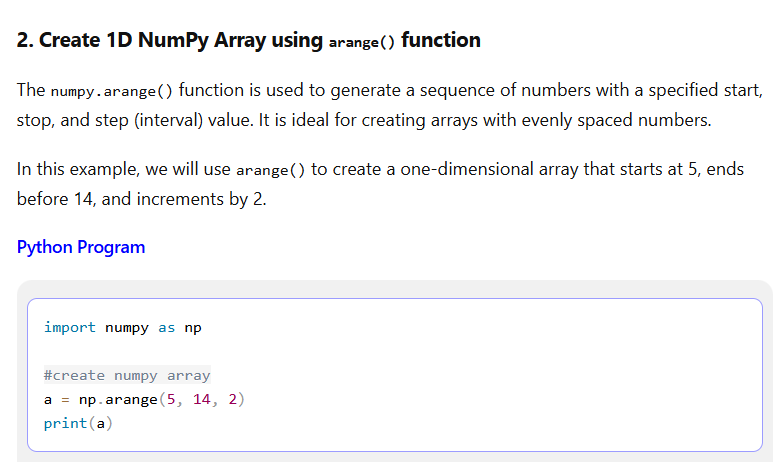 2. Create 1D NumPy Array using arange() function
The numpy.arange() function is used to generate a sequence of numbers with a specified start,
stop, and step (interval) value. It is ideal for creating arrays with evenly spaced numbers.
In this example, we will use arange() to create a one-dimensional array that starts at 5, ends
before 14, and increments by 2.
Python Program
import numpy as np
#create numpy array
a = np.arange(5, 14, 2)
print(a)